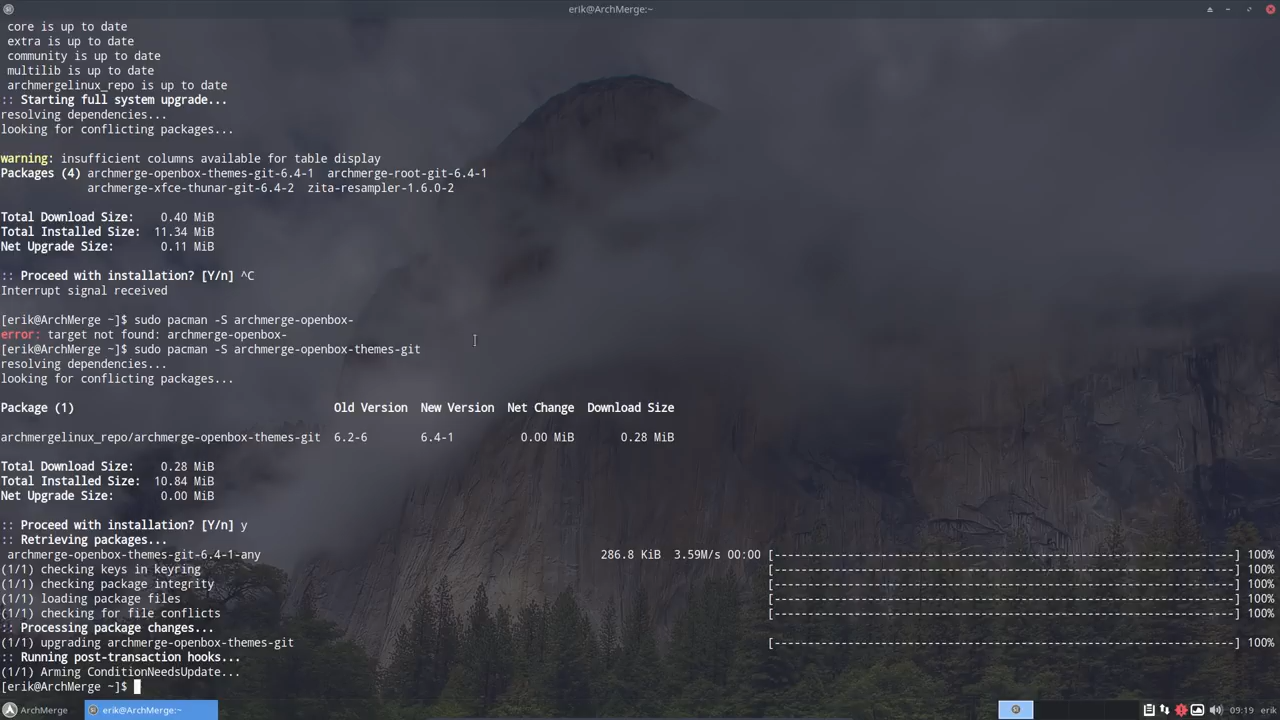 erik@ArchMerge:~
core is up to date
extra is up to date
community is up to date
multilib is up to date
archmergelinux_repo is up to date
:: Starting full system upgrade...
resolving dependencies...
looking for conflicting packages...
warning: insufficient columns available for table display
Packages (4) archmerge-openbox-themes-git-6.4-1  archmerge-root-git-6.4-1
archmerge-xfce-thunar-git-6.4-2  zita-resampler-1.6.0-2
Total Download Size:    0.40 MiB
Total Installed Size:  11.34 MiB
Net Upgrade Size:       0.11 MiB
:: Proceed with installation? [Y/n] ^C
Interrupt signal received
[erik@ArchMerge ~]$ sudo pacman -S archmerge-openbox-
error: target not found: archmerge-openbox-
[erik@ArchMerge ~]$ sudo pacman -S archmerge-openbox-themes-git
resolving dependencies...
looking for conflicting packages...
Package (1)  Old Version  New Version  Net Change  Download Size
archmergelinux_repo/archmerge-openbox-themes-git  6.2-6  6.4-1  0.00 MiB  0.28 MiB
Total Download Size:    0.28 MiB
Total Installed Size:  10.84 MiB
Net Upgrade Size:       0.00 MiB
:: Proceed with installation? [Y/n] y
:: Retrieving packages...
archmerge-openbox-themes-git-6.4-1-any  286.8 KiB  3.59M/s 00:00 [--------------------------------------------------------------------] 100%
(1/1) checking keys in keyring [--------------------------------------------------------------------] 100%
(1/1) checking package integrity [--------------------------------------------------------------------] 100%
(1/1) loading package files [--------------------------------------------------------------------] 100%
(1/1) checking for file conflicts [--------------------------------------------------------------------] 100%
:: Processing package changes...
(1/1) upgrading archmerge-openbox-themes-git [--------------------------------------------------------------------] 100%
:: Running post-transaction hooks...
(1/1) Arming ConditionNeedsUpdate...
[erik@ArchMerge ~]$
ArchMerge erik@ArchMerge:~ 09:19 erik